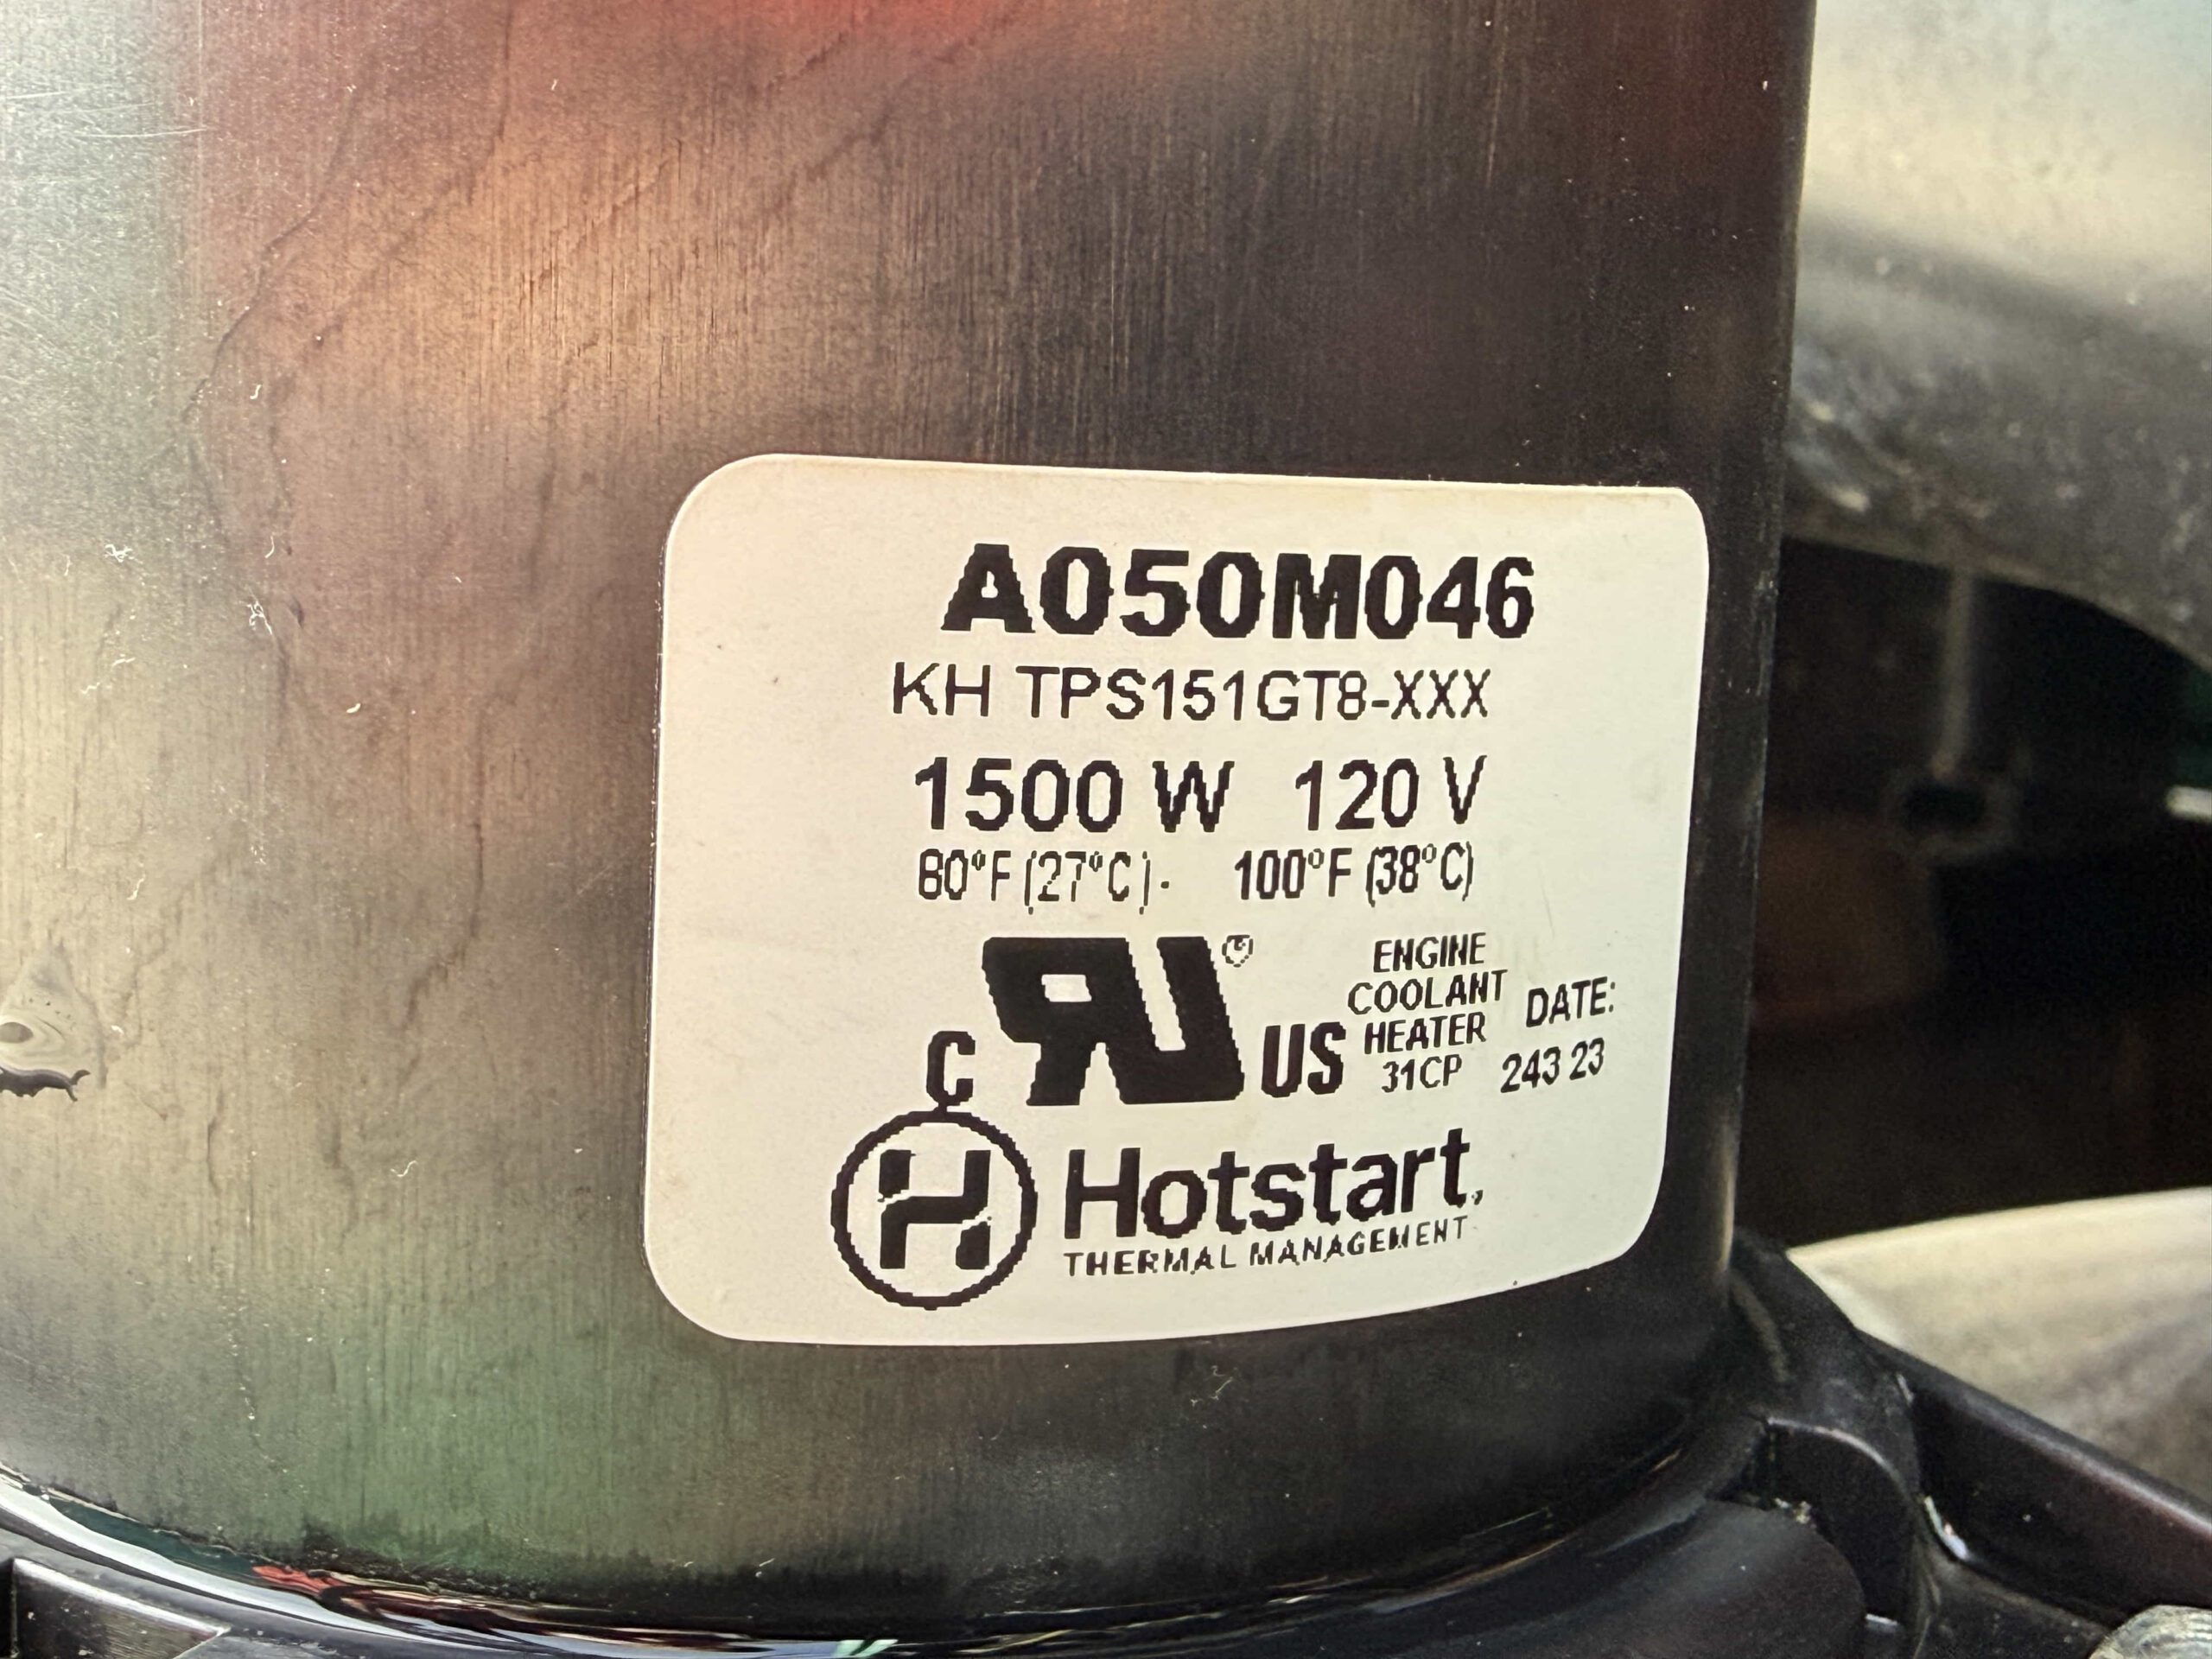 A050M046
KH TPS151GT8-XXX
1500 W 120 V
80°F (27°C). 100°F (38°C)
c RU® US
ENGINE
COOLANT
HEATER
31CP
DATE:
243 23
H Hotstart
THERMAL MANAGEMENT